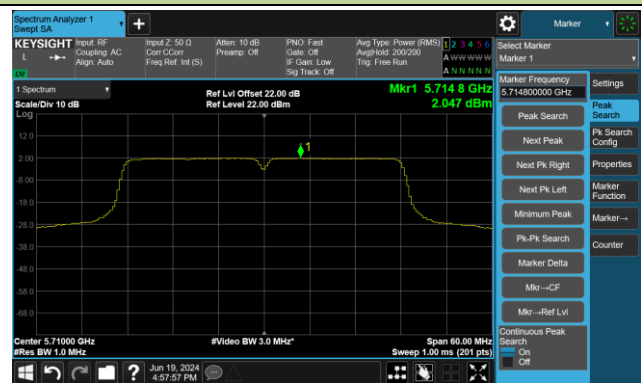 Spectrum Analyzer 1
Swept SA
Marker
KEYSIGHT
L
Input: RF
Coupling: AC
Align: Auto
Input Z: 50 Ω
Corr CCorr
Freq Ref: Int (S)
Atten: 10 dB
Preamp: Off
PNO: Fast
Gate: Off
IF Gain: Low
Sig Track: Off
Avg Type: Power (RMS)
Avg|Hold: 200/200
Trig: Free Run
1 2 3 4 5 6
A W W W W W
A N N N N N
Select Marker
Marker 1
1 Spectrum
Scale/Div 10 dB
Log
Ref Lvl Offset 22.00 dB
Ref Level 22.00 dBm
Mkr1 5.714 8 GHz
2.047 dBm
12.0
2.00
-8.00
-18.0
-28.0
-38.0
-48.0
-58.0
-68.0
1
Center 5.71000 GHz
#Res BW 1.0 MHz
#Video BW 3.0 MHz*
Span 60.00 MHz
Sweep 1.00 ms (201 pts)
Marker Frequency
5.714800000 GHz
Peak Search
Next Peak
Next Pk Right
Next Pk Left
Minimum Peak
Pk-Pk Search
Marker Delta
Mkr→CF
Mkr→Ref Lvl
Continuous Peak
Search
On
Off
Settings
Peak
Search
Pk Search
Config
Properties
Marker
Function
Marker→
Counter
Jun 19, 2024
4:57:57 PM